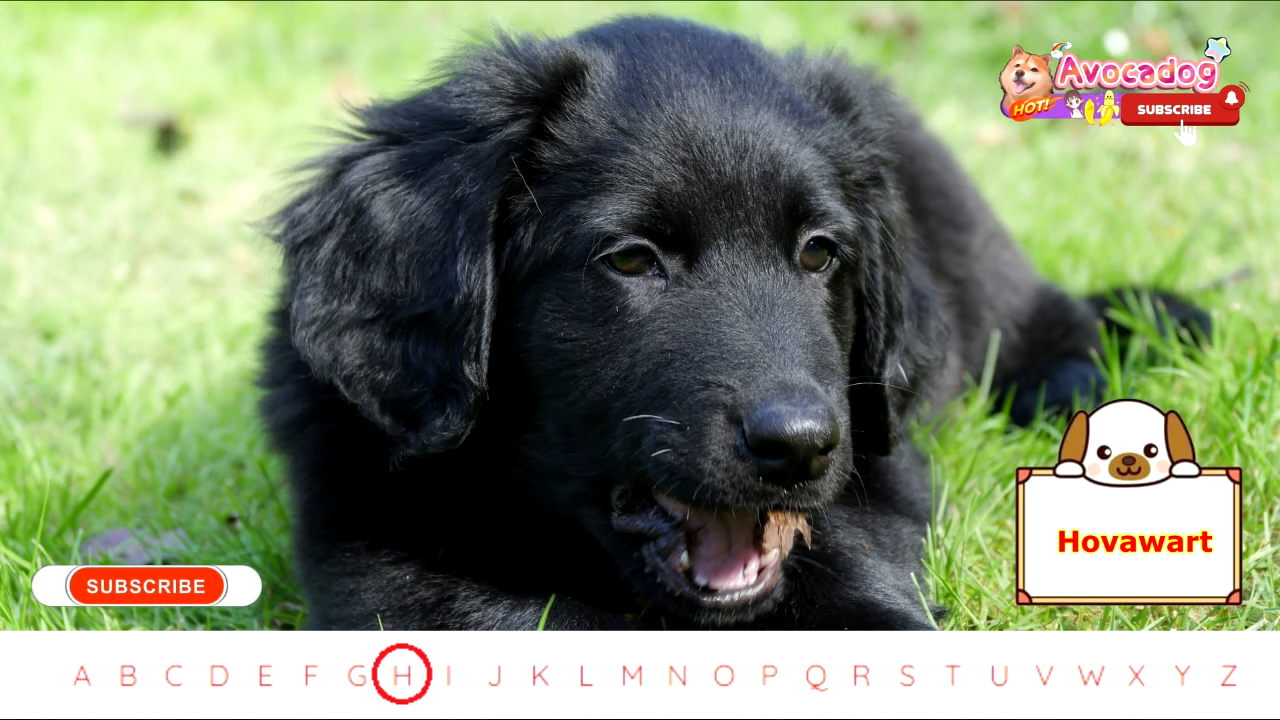 Avocadog
HOT!
SUBSCRIBE
Hovawart
SUBSCRIBE
A B C D E F G H I J K L M N O P Q R S T U V W X Y Z